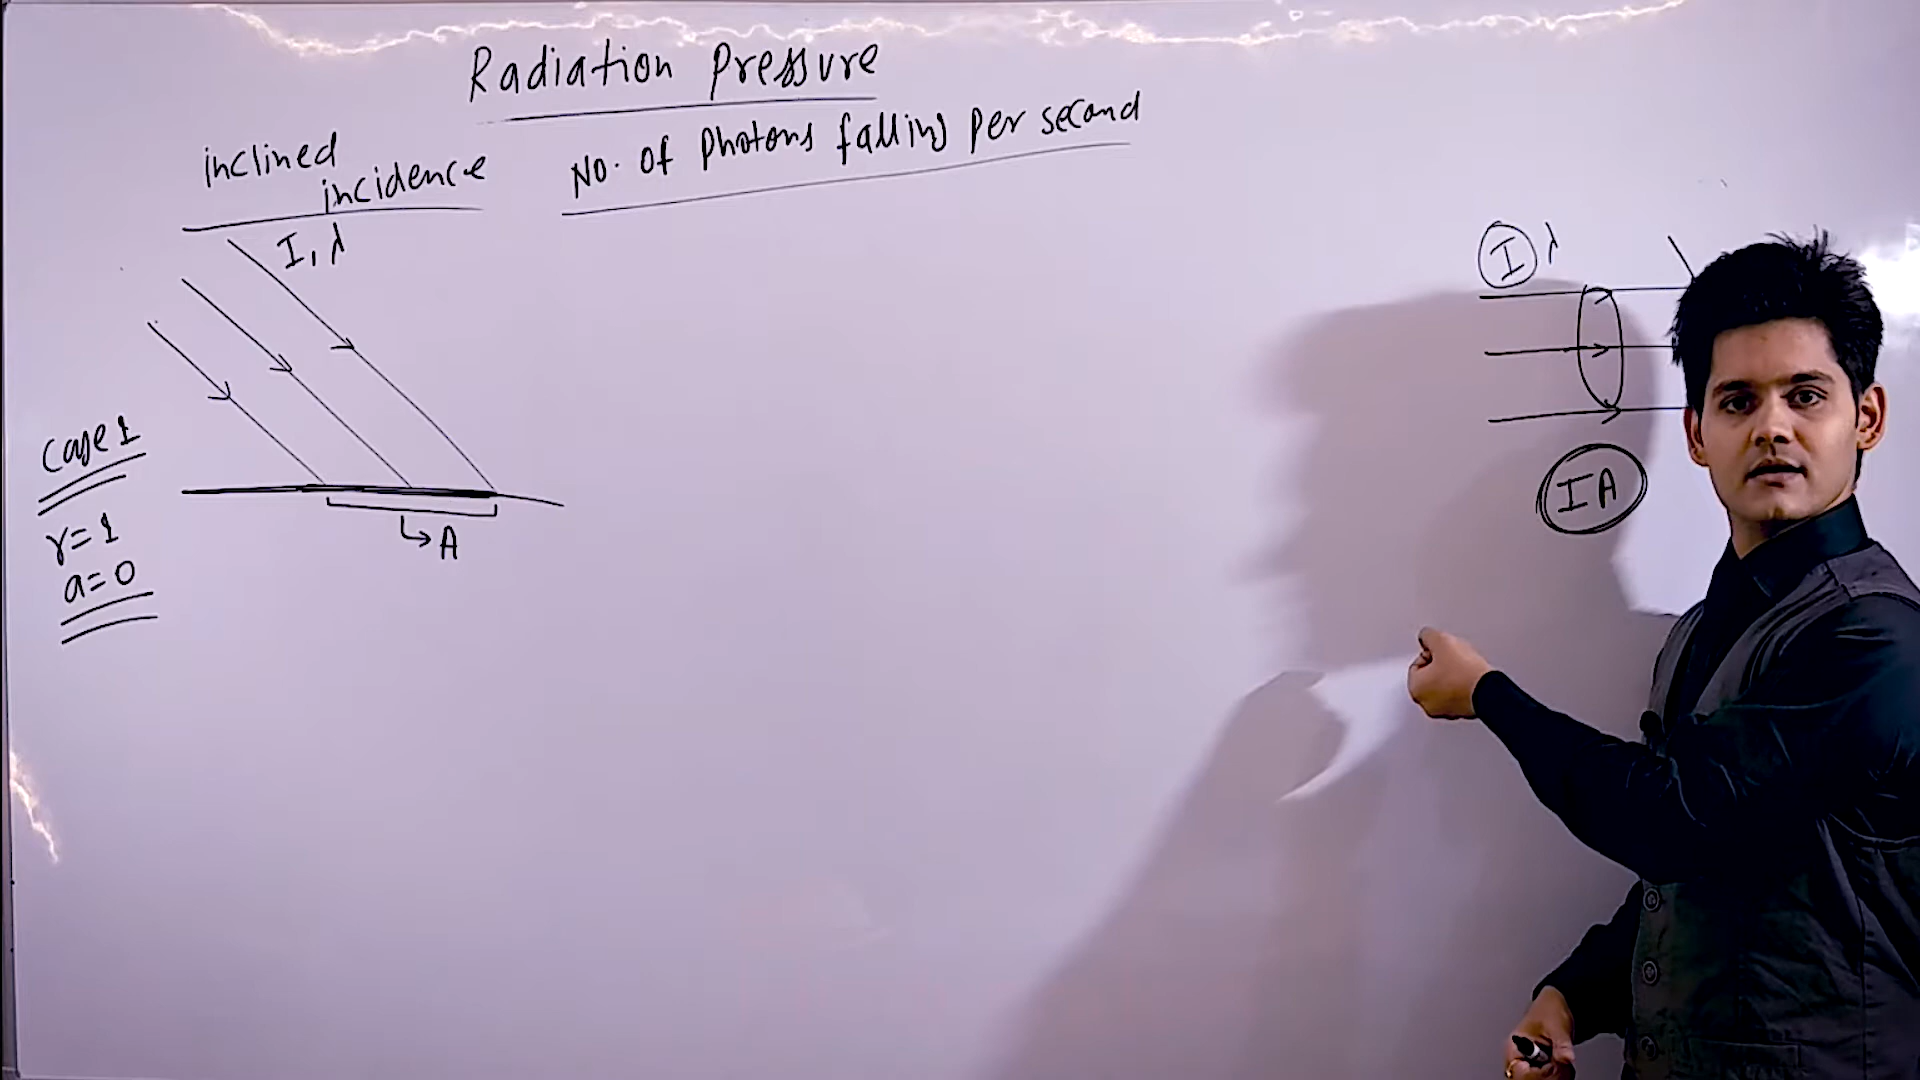 Radiation Pressure
inclined
incidence
No. of Photons falling per second
I, λ
I λ
Case 1
r=1
a=0
A
IA